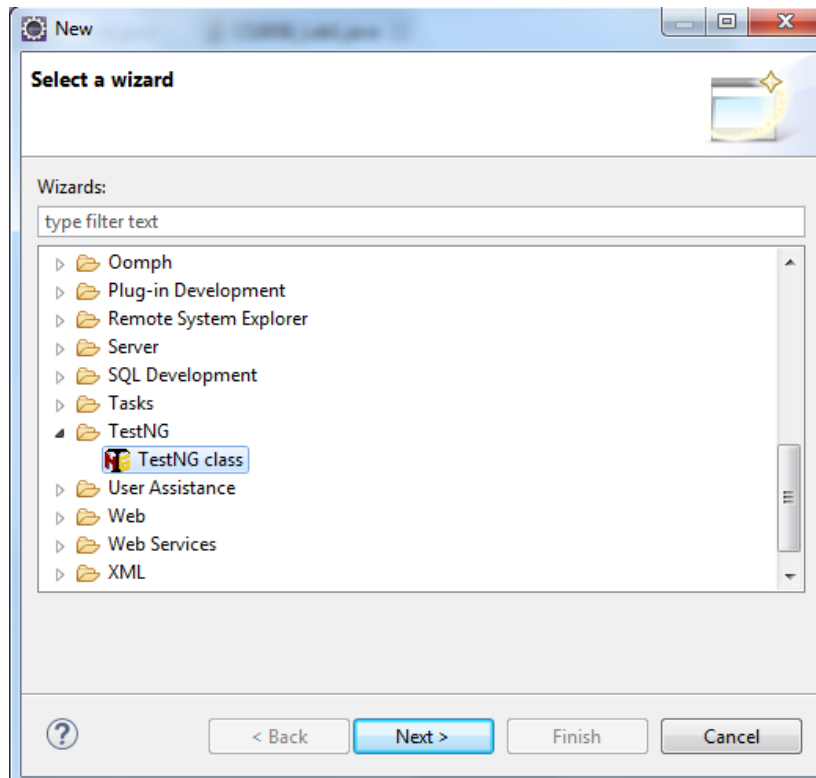 New
Select a wizard
Wizards:
type filter text
Oomph
Plug-in Development
Remote System Explorer
Server
SQL Development
Tasks
TestNG
TestNG class
User Assistance
Web
Web Services
XML
? < Back Next > Finish Cancel